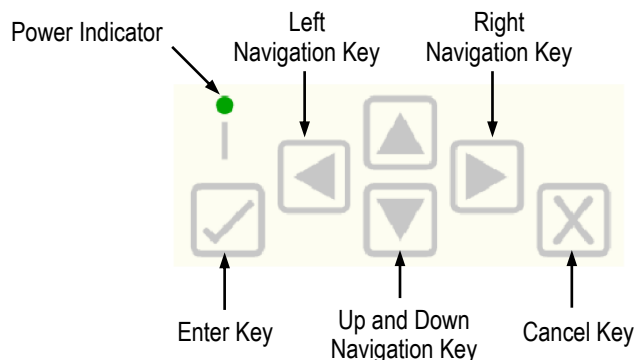 Power Indicator
Left
Navigation Key
Right
Navigation Key
Enter Key
Up and Down
Navigation Key
Cancel Key